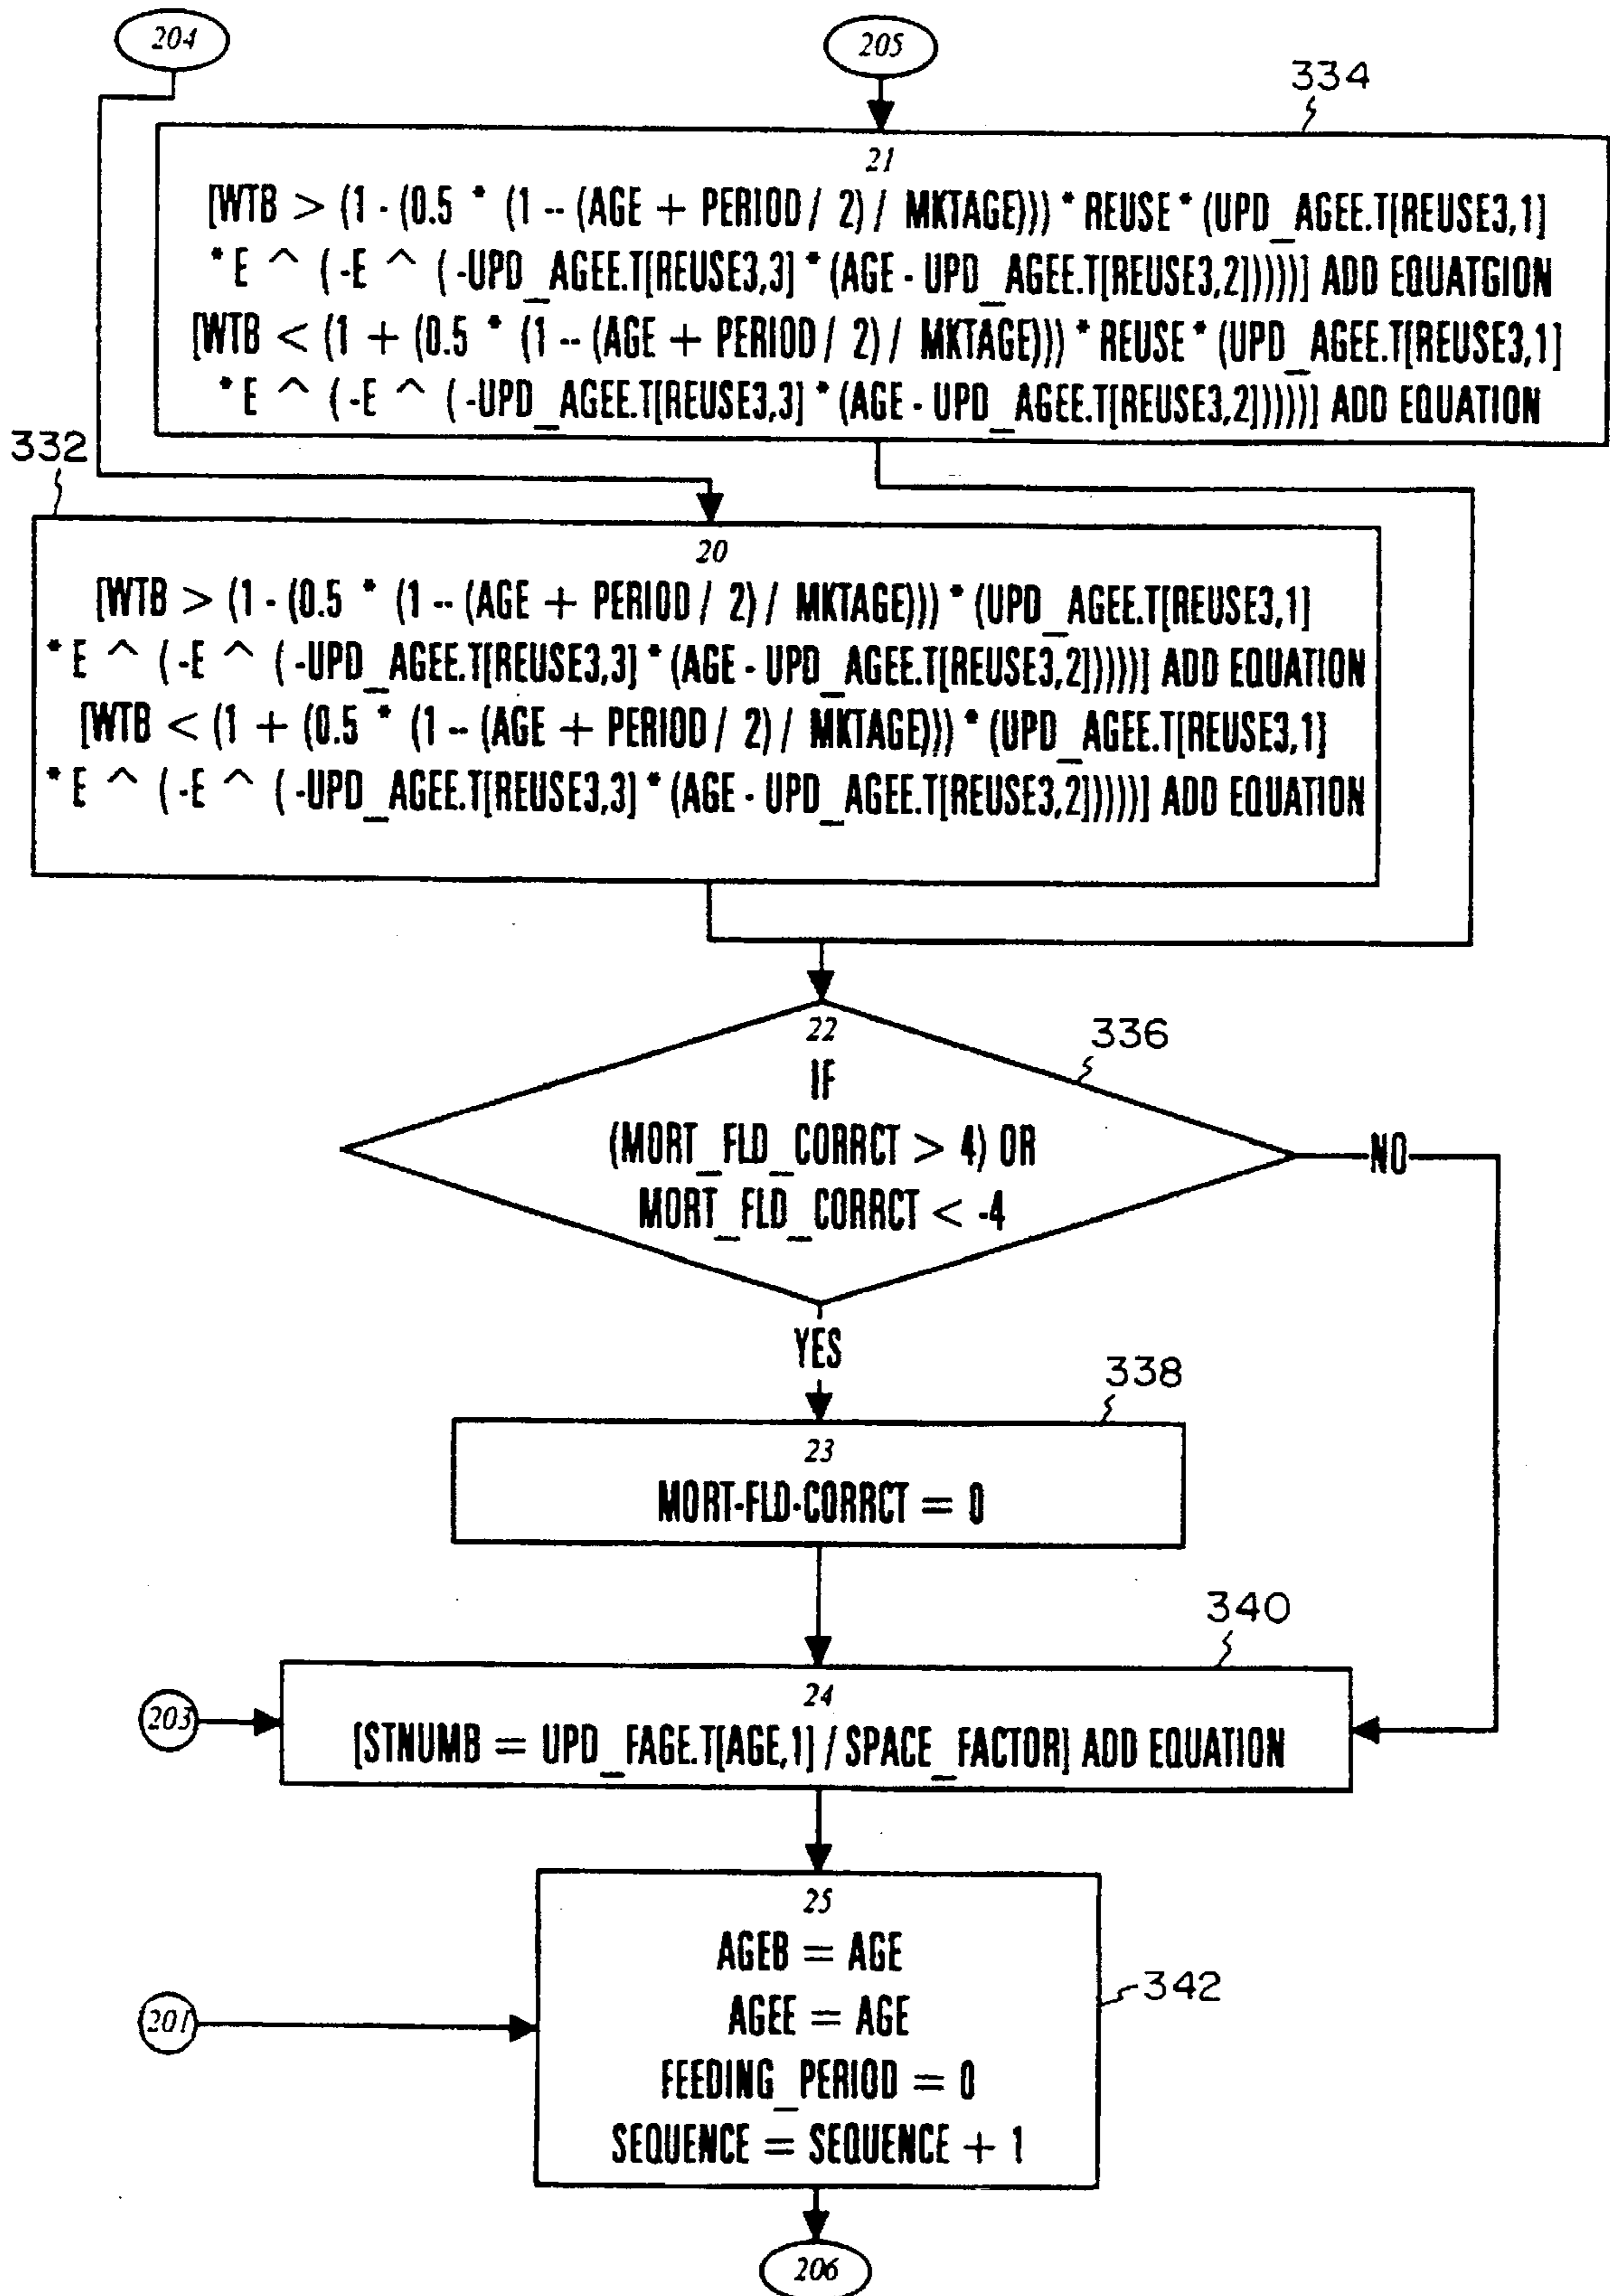 204
205
334
21
[WTB > (1 - (0.5 * (1 -- (AGE + PERIOD / 2) / MKTAGE))) * REUSE * (UPD_AGEE.T[REUSE3,1]
* E ^ ( -E ^ ( -UPD_AGEE.T[REUSE3,3] * (AGE - UPD_AGEE.T[REUSE3,2]))))] ADD EQUATGION
[WTB < (1 + (0.5 * (1 -- (AGE + PERIOD / 2) / MKTAGE))) * REUSE * (UPD_AGEE.T[REUSE3,1]
* E ^ ( -E ^ ( -UPD_AGEE.T[REUSE3,3] * (AGE - UPD_AGEE.T[REUSE3,2]))))] ADD EQUATION
332
20
[WTB > (1 - (0.5 * (1 -- (AGE + PERIOD / 2) / MKTAGE))) * (UPD_AGEE.T[REUSE3,1]
* E ^ ( -E ^ ( -UPD_AGEE.T[REUSE3,3] * (AGE - UPD_AGEE.T[REUSE3,2]))))] ADD EQUATION
[WTB < (1 + (0.5 * (1 -- (AGE + PERIOD / 2) / MKTAGE))) * (UPD_AGEE.T[REUSE3,1]
* E ^ ( -E ^ ( -UPD_AGEE.T[REUSE3,3] * (AGE - UPD_AGEE.T[REUSE3,2]))))] ADD EQUATION
22
336
IF
(MORT_FLD_CORRCT > 4) OR
MORT_FLD_CORRCT < -4
NO
YES
338
23
MORT-FLD-CORRCT = 0
340
24
203
[STNUMB = UPD_FAGE.T[AGE,1] / SPACE_FACTOR] ADD EQUATION
25
AGEB = AGE
342
AGEE = AGE
201
FEEDING_PERIOD = 0
SEQUENCE = SEQUENCE + 1
206